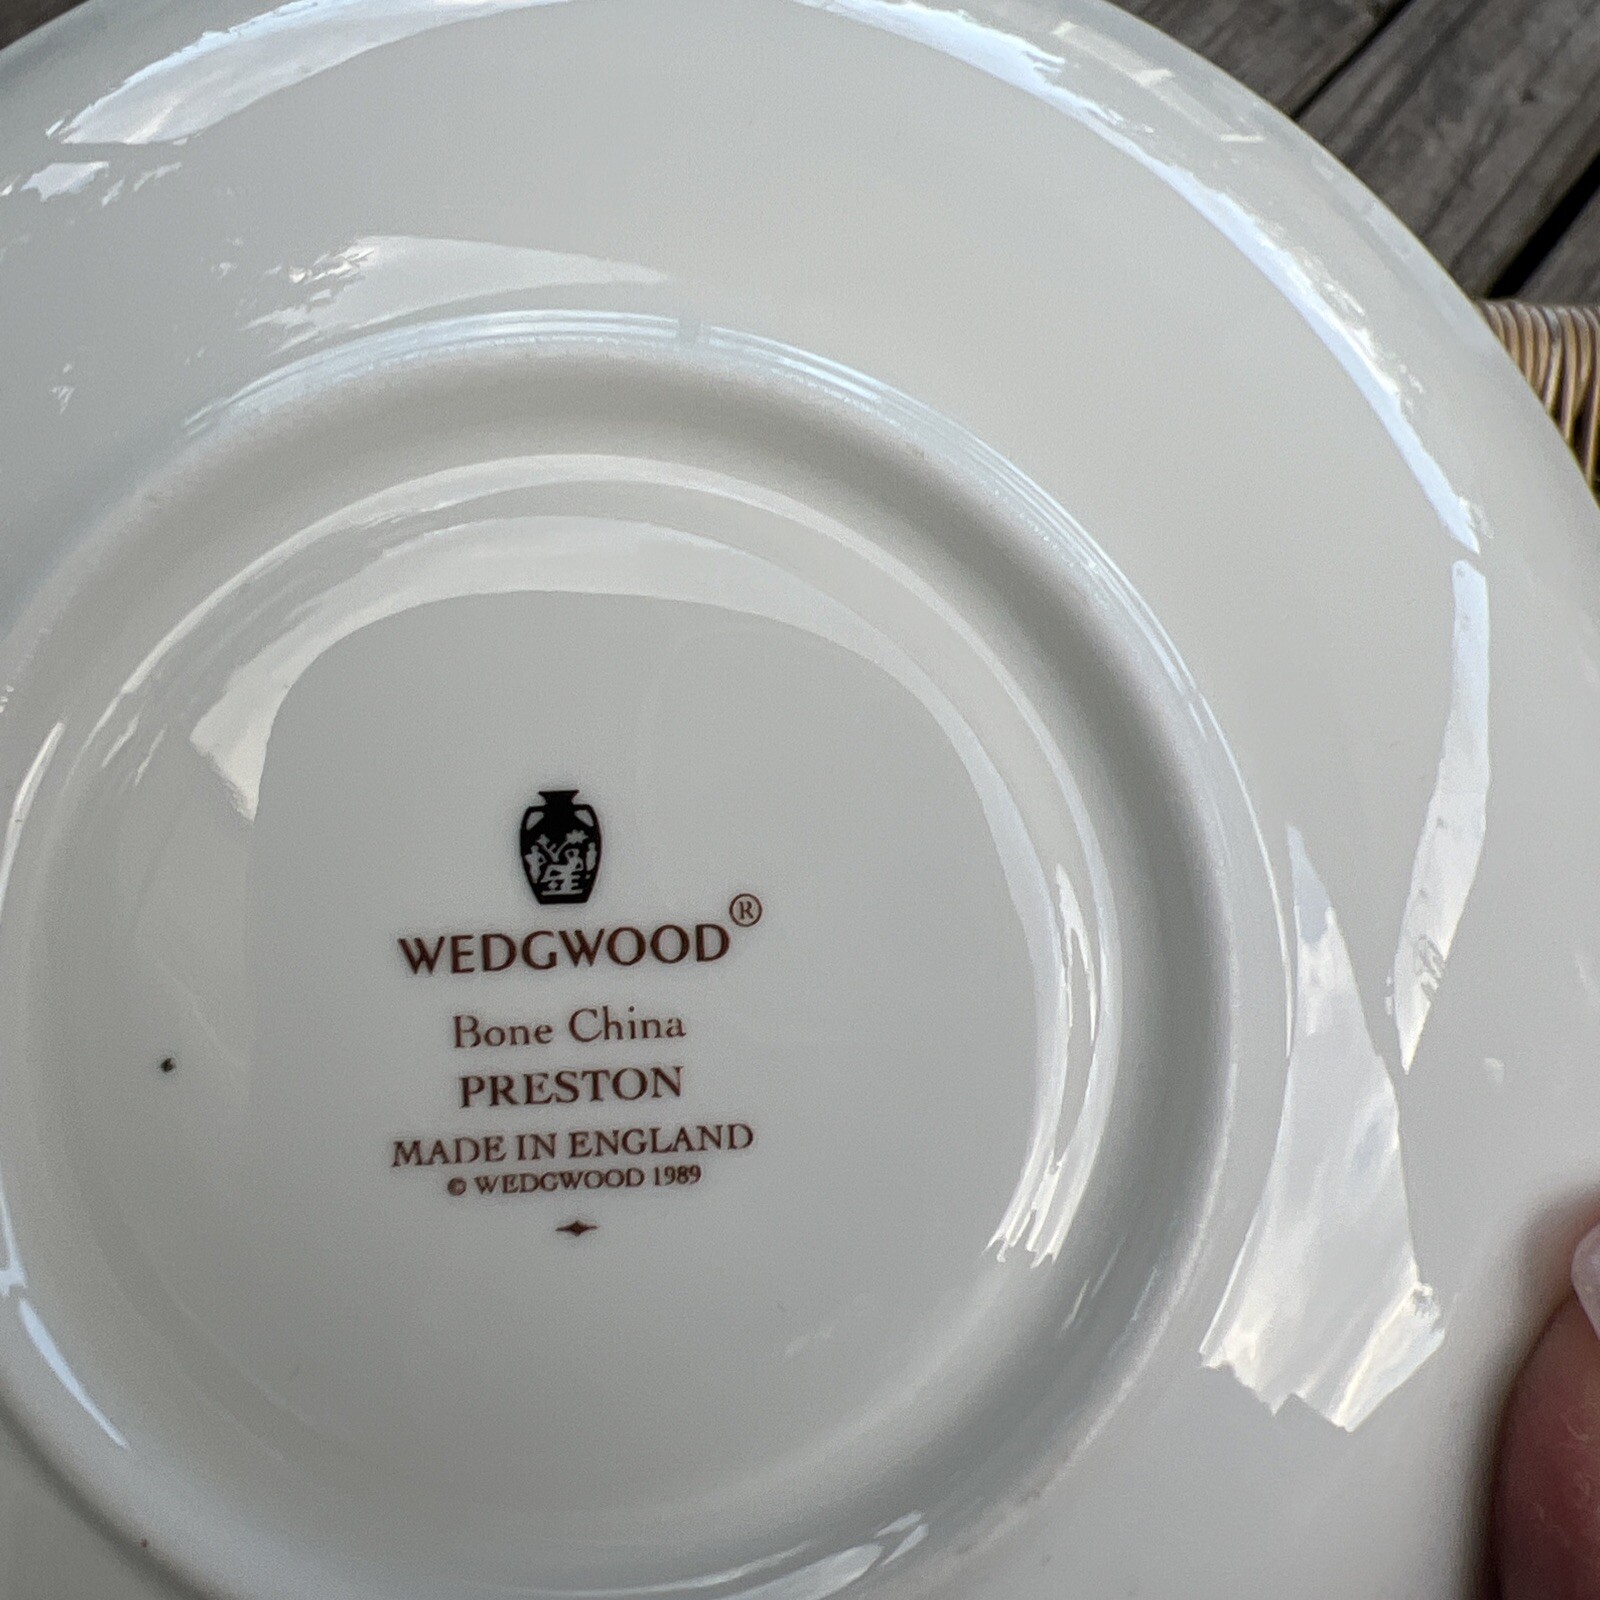 WEDGWOOD®
Bone China
PRESTON
MADE IN ENGLAND
© WEDGWOOD 1989